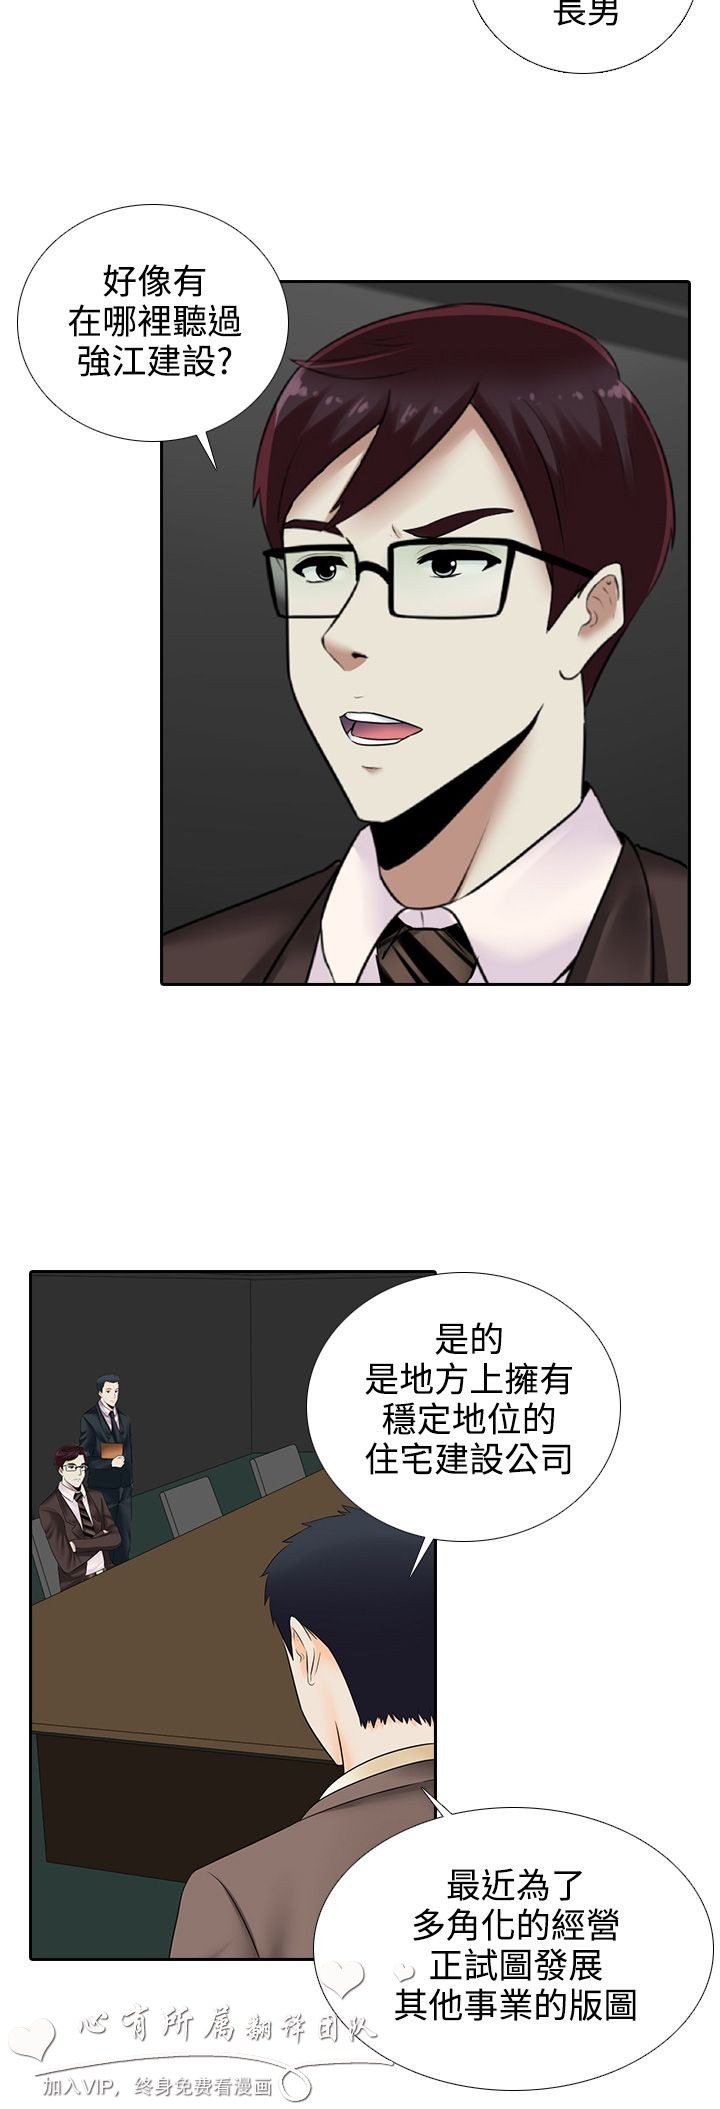 長男
好像有
在哪裡聽過
強江建設?
是的
是地方上擁有
穩定地位的
住宅建設公司
最近為了
多角化的經營
正試圖發展
其他事業的版圖
心有所属翻译团队
加入VIP，终身免费看漫画